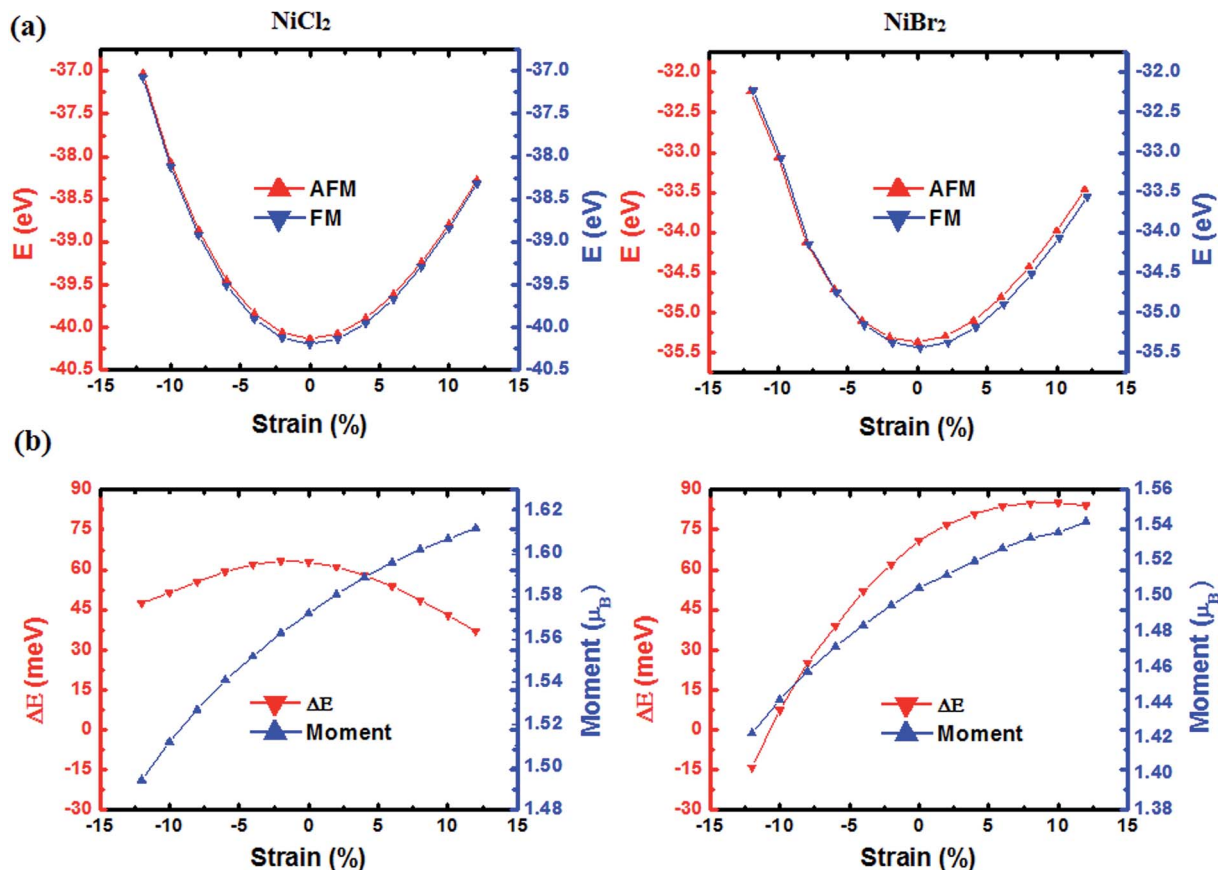 (a)
NiCl₂
NiBr₂
-37.0
-37.5
-38.0
-38.5
-39.0
-39.5
-40.0
-40.5
E (eV)
AFM
FM
-37.0
-37.5
-38.0
-38.5
-39.0
-39.5
-40.0
-40.5
E (eV)
-15 -10 -5 0 5 10 15
Strain (%)
-32.0
-32.5
-33.0
-33.5
-34.0
-34.5
-35.0
-35.5
E (eV)
AFM
FM
-32.0
-32.5
-33.0
-33.5
-34.0
-34.5
-35.0
-35.5
E (eV)
-15 -10 -5 0 5 10 15
Strain (%)
(b)
90
75
60
45
30
15
0
-15
-30
ΔE (meV)
ΔE
Moment
1.62
1.60
1.58
1.56
1.54
1.52
1.50
1.48
Moment (μ_B)
-15 -10 -5 0 5 10 15
Strain (%)
90
75
60
45
30
15
0
-15
-30
ΔE (meV)
ΔE
Moment
1.56
1.54
1.52
1.50
1.48
1.46
1.44
1.42
1.40
1.38
Moment (μ_B)
-15 -10 -5 0 5 10 15
Strain (%)